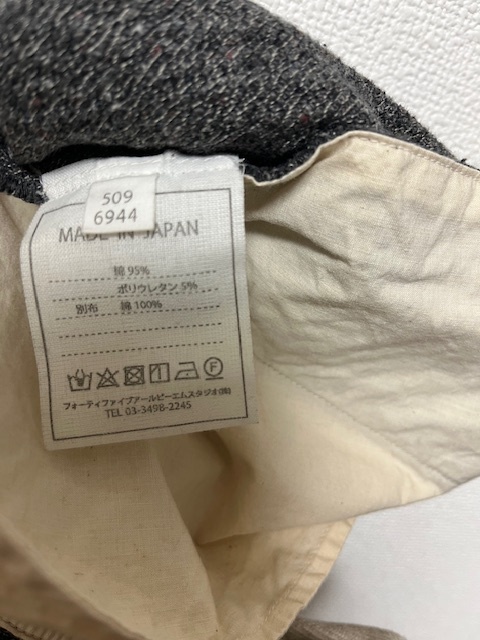 509
6944
MADE IN JAPAN
綿 95%
ポリウレタン 5%
別布 綿 100%
フォーティファイブアールピーエムスタジオ(株)
TEL 03-3498-2245